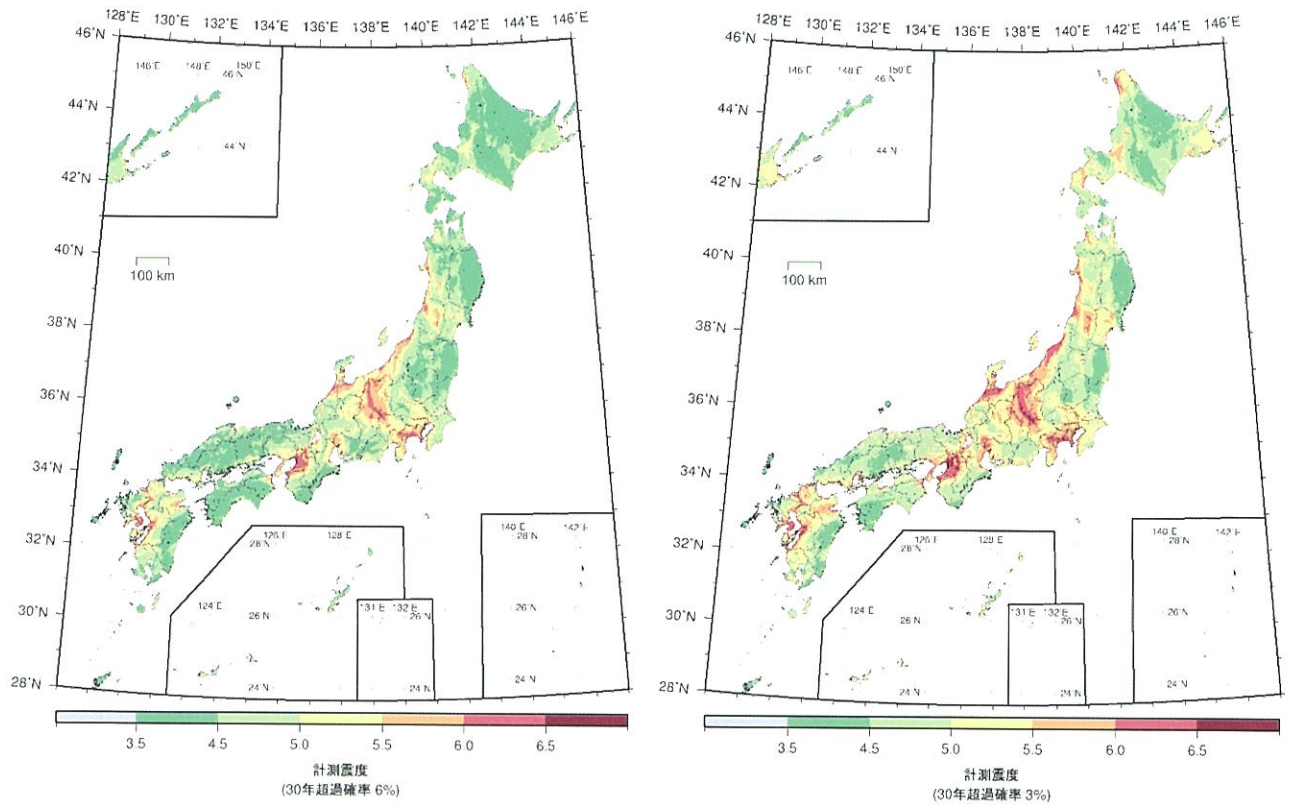 128°E 130°E 132°E 134°E 136°E 138°E 140°E 142°E 144°E 146°E
46°N
146°E 148°E 150°E
46°N
44°N
44°N
42°N
40°N
100 km
38°N
36°N
34°N
32°N
30°N
28°N
126 E 128 E
28°N
124 E
26°N
24 N
131 E 132 E
26 N
24 N
140 E 142 E
28°N
26°N
24°N
3.5 4.5 5.0 5.5 6.0 6.5
計測震度
(30年超過確率 6%)
128°E 130°E 132°E 134°E 136°E 138°E 140°E 142°E 144°E 146°E
46°N
146°E 148°E 150°E
46°N
44°N
44°N
42°N
40°N
100 km
38°N
36°N
34°N
32°N
30°N
28°N
126 E 128 E
28°N
124 E
26°N
24 N
131 E 132 E
26°N
24 N
140 E 142 E
28°N
26°N
24°N
3.5 4.5 5.0 5.5 6.0 6.5
計測震度
(30年超過確率 3%)